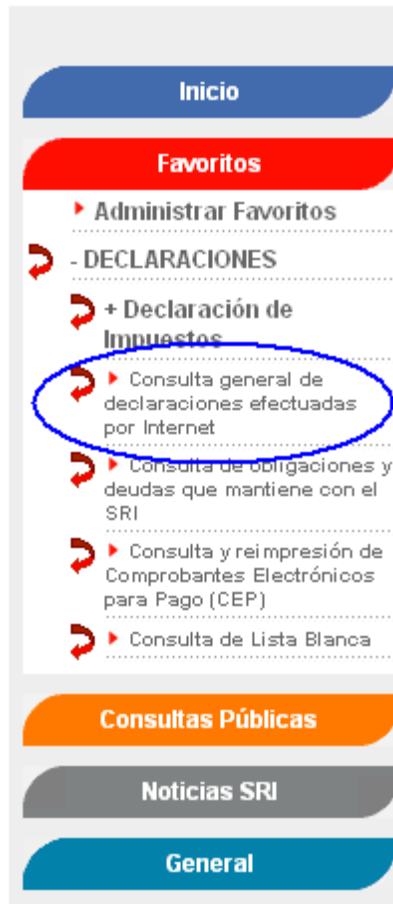 Inicio
Favoritos
Administrar Favoritos
- DECLARACIONES
+ Declaración de
Impuestos
Consulta general de
declaraciones efectuadas
por Internet
Consulta de obligaciones y
deudas que mantiene con el
SRI
Consulta y reimpresión de
Comprobantes Electrónicos
para Pago (CEP)
Consulta de Lista Blanca
Consultas Públicas
Noticias SRI
General